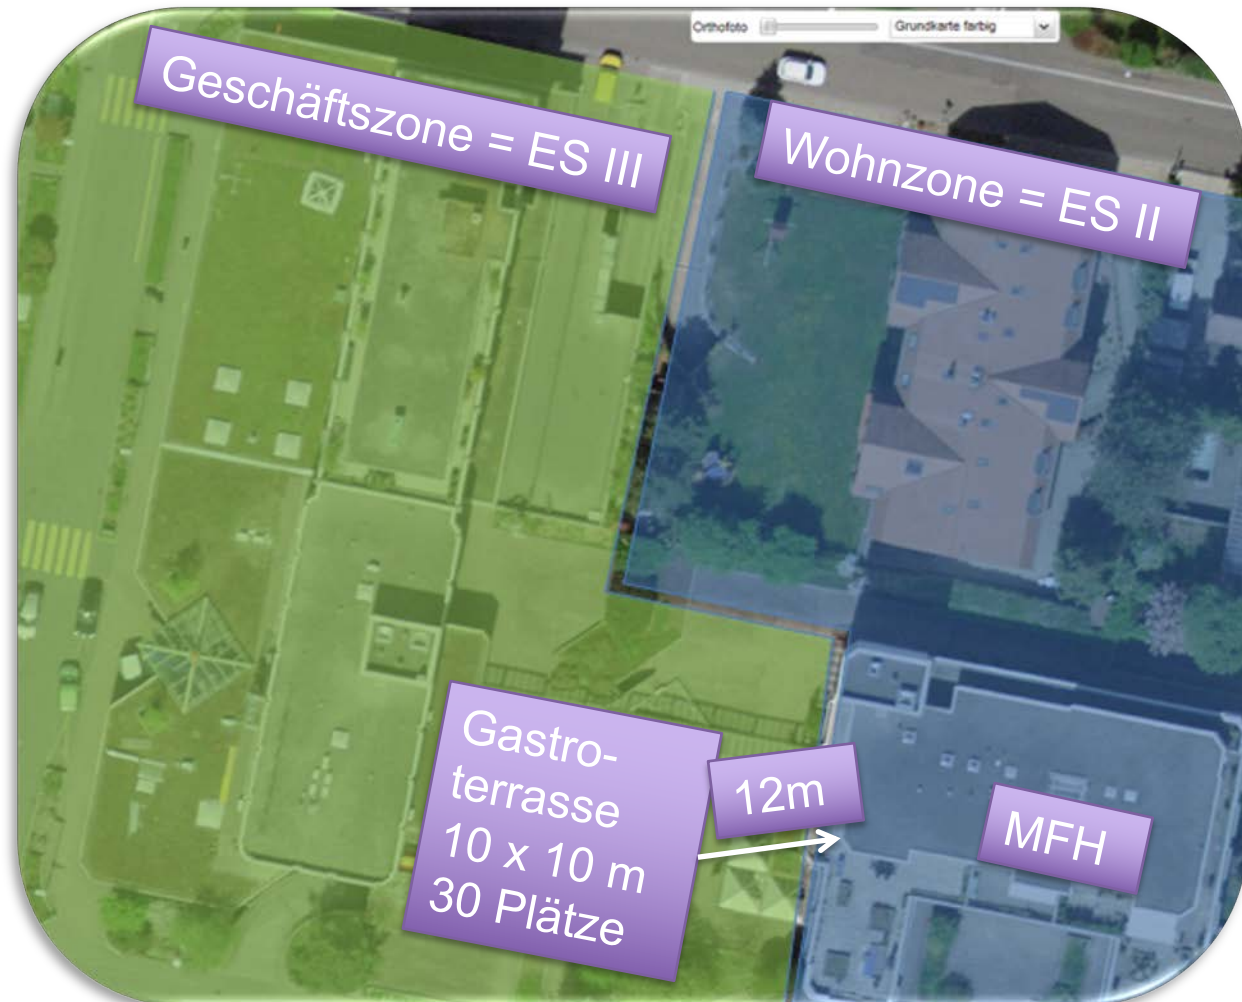 Orthofoto
Grundkarte farbig
Geschäftszone = ES III
Wohnzone = ES II
Gastro-
terrasse
10 x 10 m
30 Plätze
12m
MFH